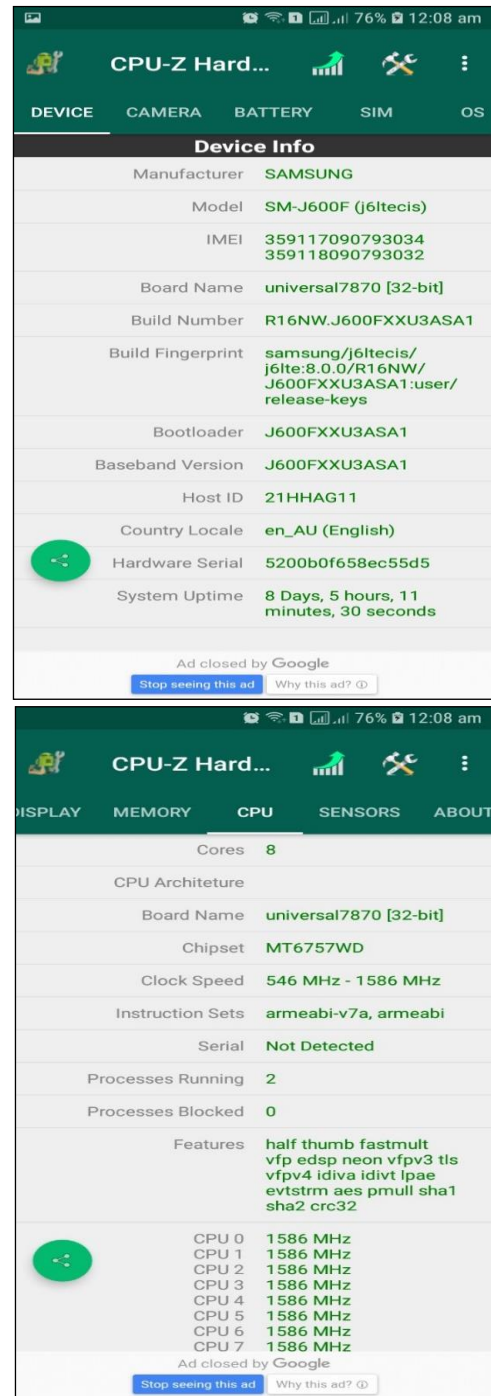 76% 12:08 am
CPU-Z Hard...
DEVICE CAMERA BATTERY SIM OS
Device Info
Manufacturer SAMSUNG
Model SM-J600F (j6ltecis)
IMEI 359117090793034
359118090793032
Board Name universal7870 [32-bit]
Build Number R16NW.J600FXXU3ASA1
Build Fingerprint samsung/j6ltecis/
j6lte:8.0.0/R16NW/
J600FXXU3ASA1:user/
release-keys
Bootloader J600FXXU3ASA1
Baseband Version J600FXXU3ASA1
Host ID 21HHAG11
Country Locale en_AU (English)
Hardware Serial 5200b0f658ec55d5
System Uptime 8 Days, 5 hours, 11
minutes, 30 seconds
Ad closed by Google
Stop seeing this ad Why this ad?
76% 12:08 am
CPU-Z Hard...
DISPLAY MEMORY CPU SENSORS ABOUT
Cores 8
CPU Architeture
Board Name universal7870 [32-bit]
Chipset MT6757WD
Clock Speed 546 MHz - 1586 MHz
Instruction Sets armeabi-v7a, armeabi
Serial Not Detected
Processes Running 2
Processes Blocked 0
Features half thumb fastmult
vfp edsp neon vfpv3 tls
vfpv4 idiva idivt lpae
evtstrm aes pmull sha1
sha2 crc32
CPU 0 1586 MHz
CPU 1 1586 MHz
CPU 2 1586 MHz
CPU 3 1586 MHz
CPU 4 1586 MHz
CPU 5 1586 MHz
CPU 6 1586 MHz
CPU 7 1586 MHz
Ad closed by Google
Stop seeing this ad Why this ad?